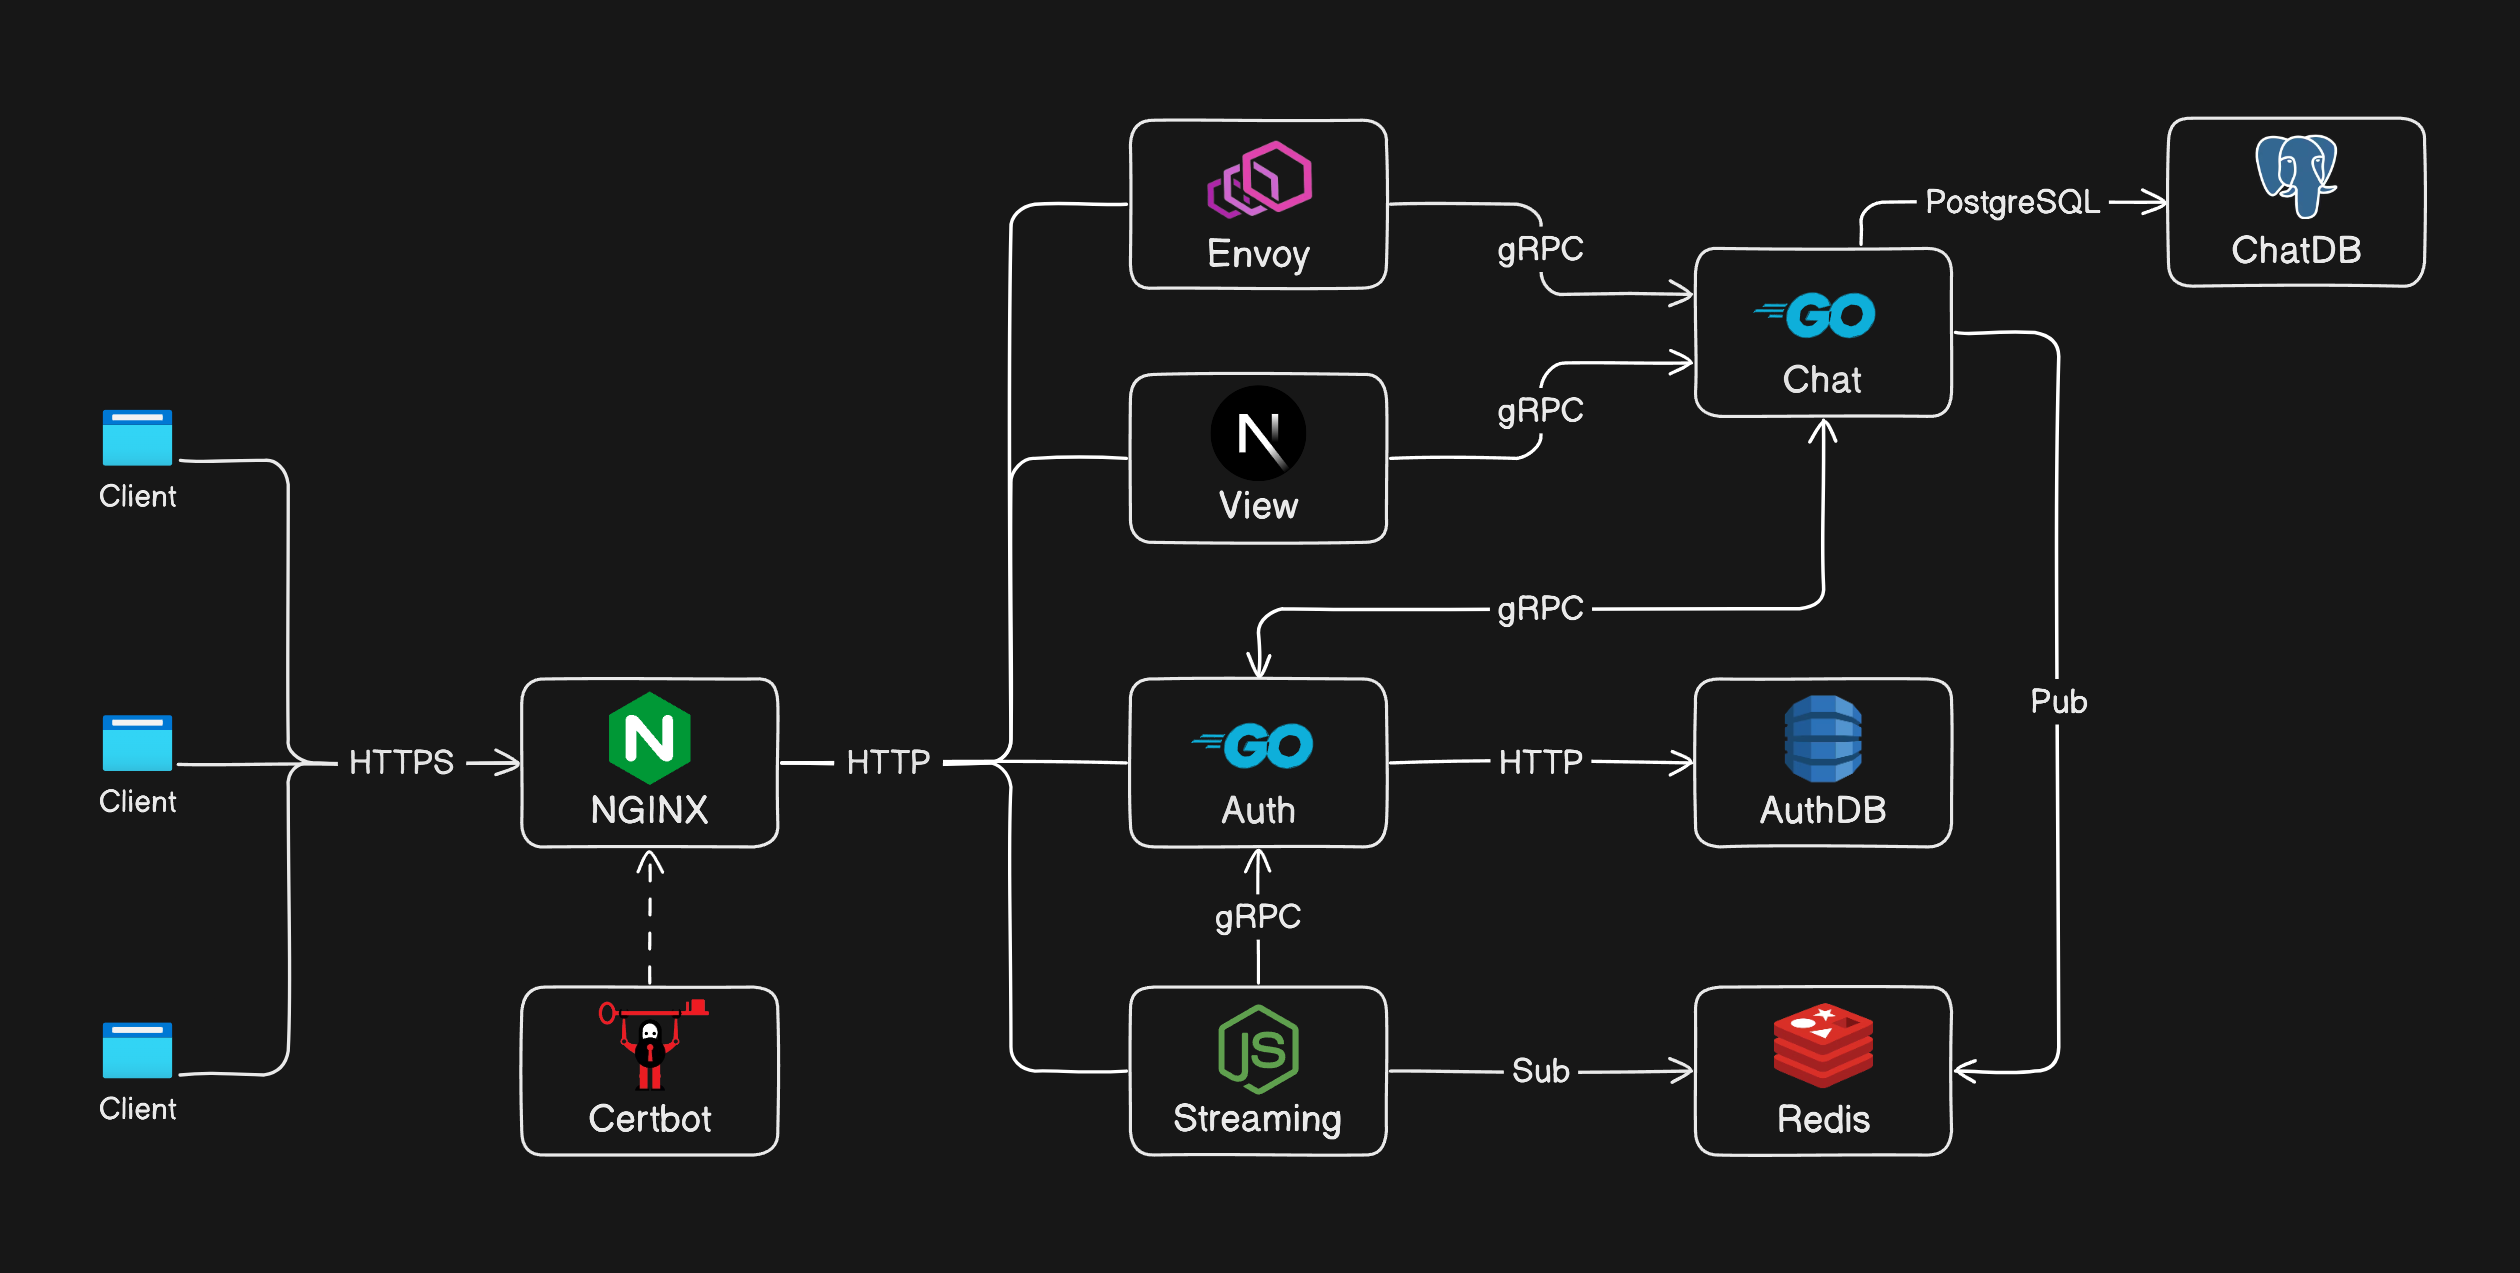 Envoy
gRPC
PostgreSQL
ChatDB
GO
Chat
N
View
gRPC
Client
gRPC
Client
HTTPS
N
NGINX
HTTP
GO
Auth
HTTP
AuthDB
Pub
gRPC
Client
Certbot
JS
Streaming
Sub
Redis